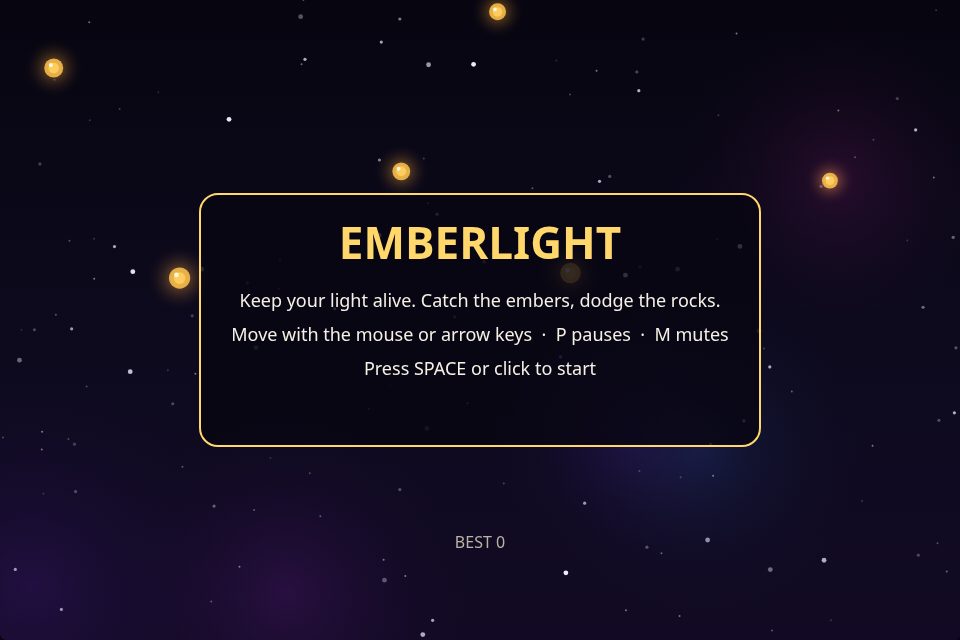 EMBERLIGHT
Keep your light alive. Catch the embers, dodge the rocks.
Move with the mouse or arrow keys · P pauses · M mutes
Press SPACE or click to start
BEST 0